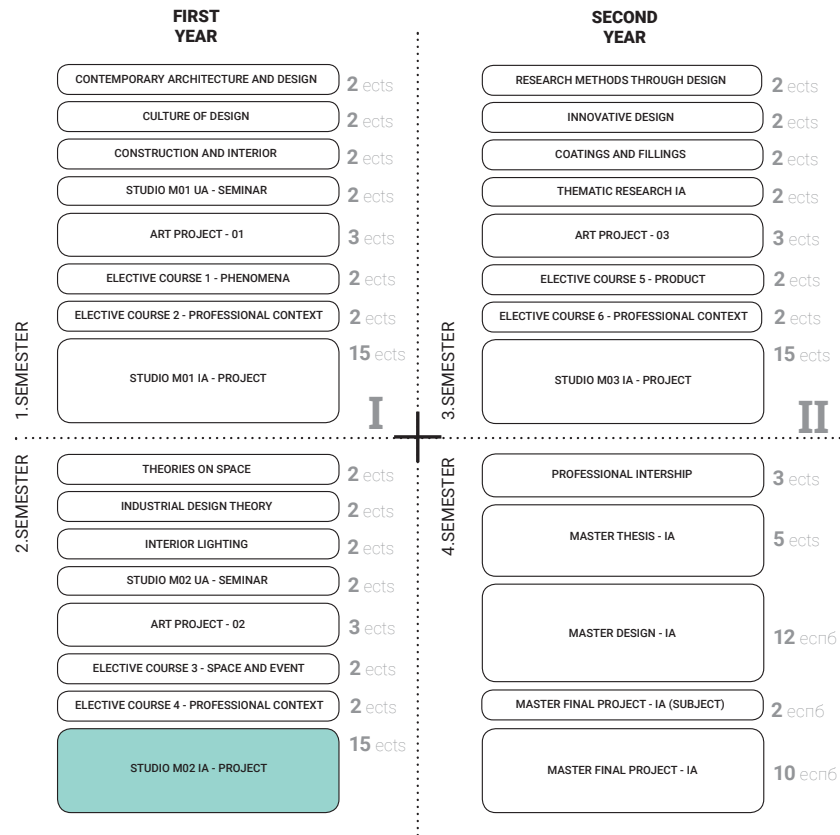 FIRST
YEAR
CONTEMPORARY ARCHITECTURE AND DESIGN 2 ects
CULTURE OF DESIGN 2 ects
CONSTRUCTION AND INTERIOR 2 ects
STUDIO M01 UA - SEMINAR 2 ects
ART PROJECT - 01 3 ects
ELECTIVE COURSE 1 - PHENOMENA 2 ects
ELECTIVE COURSE 2 - PROFESSIONAL CONTEXT 2 ects
STUDIO M01 IA - PROJECT 15 ects
1.SEMESTER
I
2.SEMESTER
THEORIES ON SPACE 2 ects
INDUSTRIAL DESIGN THEORY 2 ects
INTERIOR LIGHTING 2 ects
STUDIO M02 UA - SEMINAR 2 ects
ART PROJECT - 02 3 ects
ELECTIVE COURSE 3 - SPACE AND EVENT 2 ects
ELECTIVE COURSE 4 - PROFESSIONAL CONTEXT 2 ects
STUDIO M02 IA - PROJECT 15 ects
SECOND
YEAR
RESEARCH METHODS THROUGH DESIGN 2 ects
INNOVATIVE DESIGN 2 ects
COATINGS AND FILLINGS 2 ects
THEMATIC RESEARCH IA 2 ects
ART PROJECT - 03 3 ects
ELECTIVE COURSE 5 - PRODUCT 2 ects
ELECTIVE COURSE 6 - PROFESSIONAL CONTEXT 2 ects
STUDIO M03 IA - PROJECT 15 ects
3.SEMESTER
II
4.SEMESTER
PROFESSIONAL INTERSHIP 3 ects
MASTER THESIS - IA 5 ects
MASTER DESIGN - IA 12 еспб
MASTER FINAL PROJECT - IA (SUBJECT) 2 еспб
MASTER FINAL PROJECT - IA 10 еспб